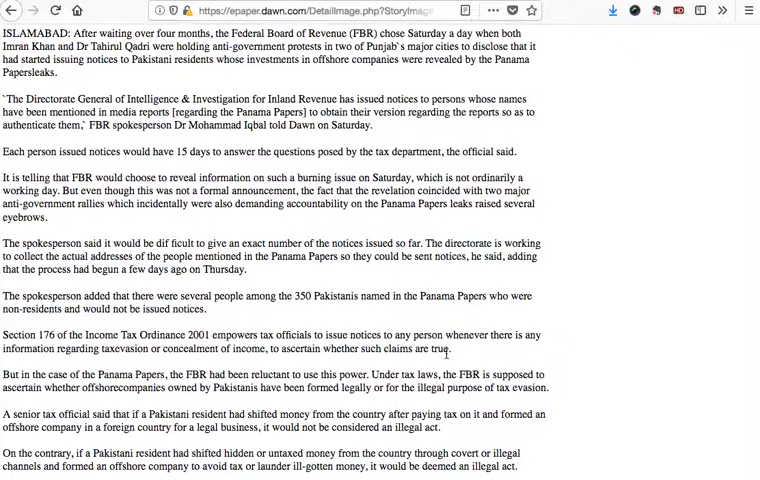 https://epaper.dawn.com/DetailImage.php?StoryImag
ISLAMABAD: After waiting over four months, the Federal Board of Revenue (FBR) chose Saturday a day when both
Imran Khan and Dr Tahirul Qadri were holding anti-government protests in two of Punjab`s major cities to disclose that it
had started issuing notices to Pakistani residents whose investments in offshore companies were revealed by the Panama
Papersleaks.
`The Directorate General of Intelligence & Investigation for Inland Revenue has issued notices to persons whose names
have been mentioned in media reports [regarding the Panama Papers] to obtain their version regarding the reports so as to
authenticate them,` FBR spokesperson Dr Mohammad Iqbal told Dawn on Saturday.
Each person issued notices would have 15 days to answer the questions posed by the tax department, the official said.
It is telling that FBR would choose to reveal information on such a burning issue on Saturday, which is not ordinarily a
working day. But even though this was not a formal announcement, the fact that the revelation coincided with two major
anti-government rallies which incidentally were also demanding accountability on the Panama Papers leaks raised several
eyebrows.
The spokesperson said it would be dif ficult to give an exact number of the notices issued so far. The directorate is working
to collect the actual addresses of the people mentioned in the Panama Papers so they could be sent notices, he said, adding
that the process had begun a few days ago on Thursday.
The spokesperson added that there were several people among the 350 Pakistanis named in the Panama Papers who were
non-residents and would not be issued notices.
Section 176 of the Income Tax Ordinance 2001 empowers tax officials to issue notices to any person whenever there is any
information regarding taxevasion or concealment of income, to ascertain whether such claims are true.
But in the case of the Panama Papers, the FBR had been reluctant to use this power. Under tax laws, the FBR is supposed to
ascertain whether offshorecompanies owned by Pakistanis have been formed legally or for the illegal purpose of tax evasion.
A senior tax official said that if a Pakistani resident had shifted money from the country after paying tax on it and formed an
offshore company in a foreign country for a legal business, it would not be considered an illegal act.
On the contrary, if a Pakistani resident had shifted hidden or untaxed money from the country through covert or illegal
channels and formed an offshore company to avoid tax or launder ill-gotten money, it would be deemed an illegal act.